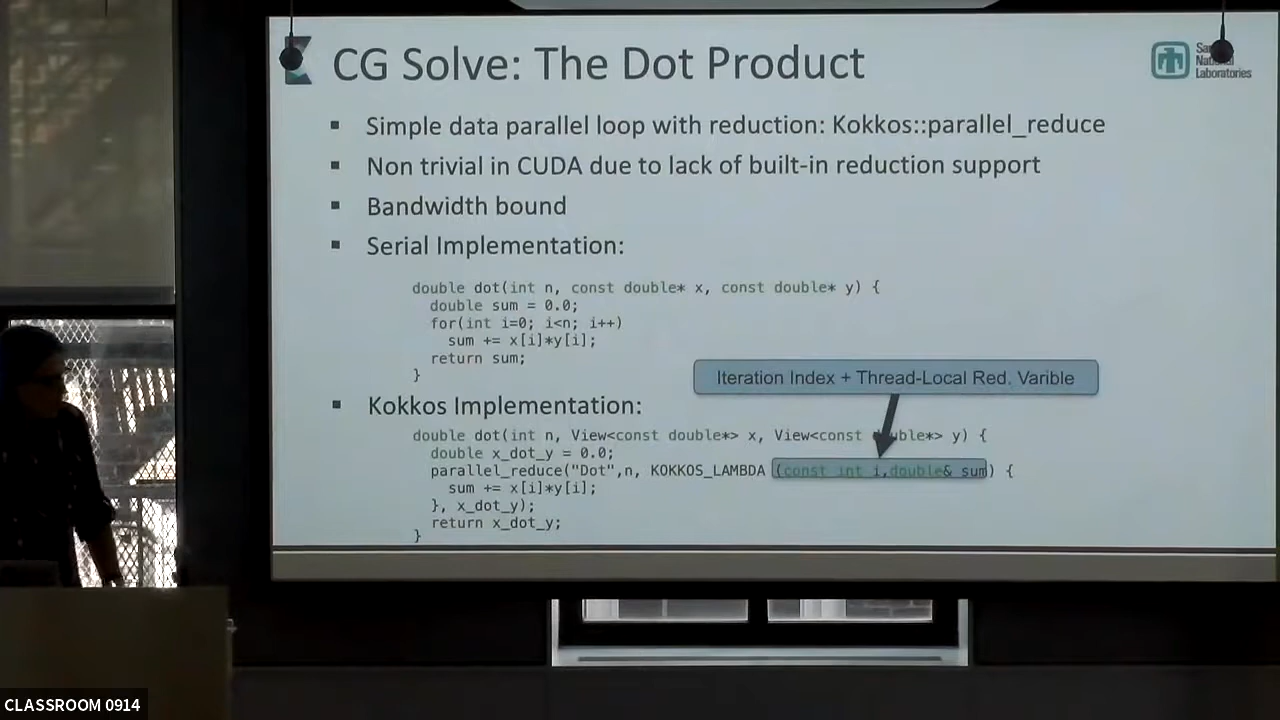 CG Solve: The Dot Product
National
Laboratories
▪ Simple data parallel loop with reduction: Kokkos::parallel_reduce
▪ Non trivial in CUDA due to lack of built-in reduction support
▪ Bandwidth bound
▪ Serial Implementation:
double dot(int n, const double* x, const double* y) {
double sum = 0.0;
for(int i=0; i<n; i++)
sum += x[i]*y[i];
return sum;
}
Iteration Index + Thread-Local Red. Varible
▪ Kokkos Implementation:
double dot(int n, View<const double*> x, View<const double*> y) {
double x_dot_y = 0.0;
parallel_reduce("Dot",n, KOKKOS_LAMBDA (const int i,double& sum) {
sum += x[i]*y[i];
}, x_dot_y);
return x_dot_y;
}
CLASSROOM 0914